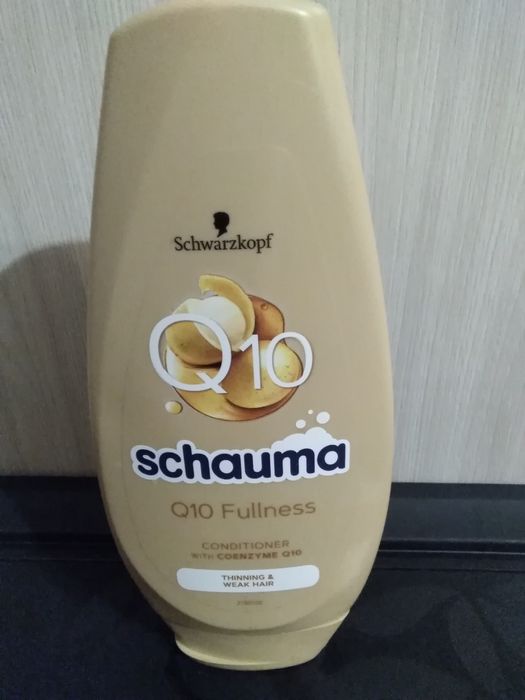 Schwarzkopf
Q10
schauma
Q10 Fullness
CONDITIONER
WITH COENZYME Q10
THINNING &
WEAK HAIR